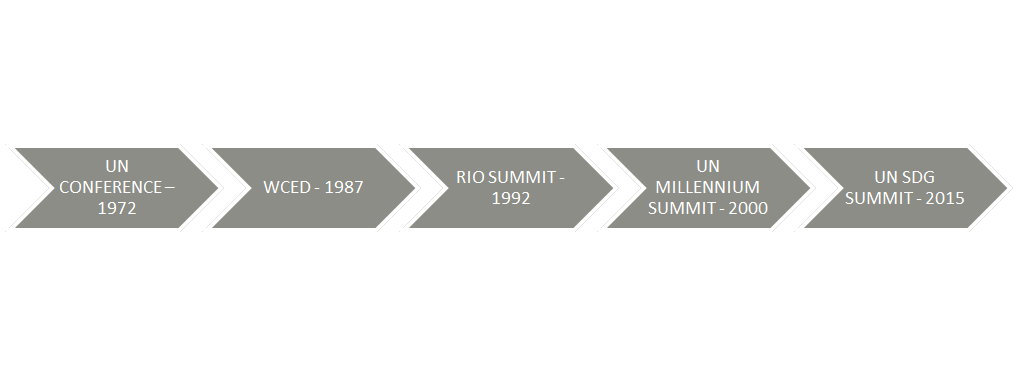 UN
CONFERENCE –
1972
WCED - 1987
RIO SUMMIT -
1992
UN
MILLENNIUM
SUMMIT - 2000
UN SDG
SUMMIT - 2015